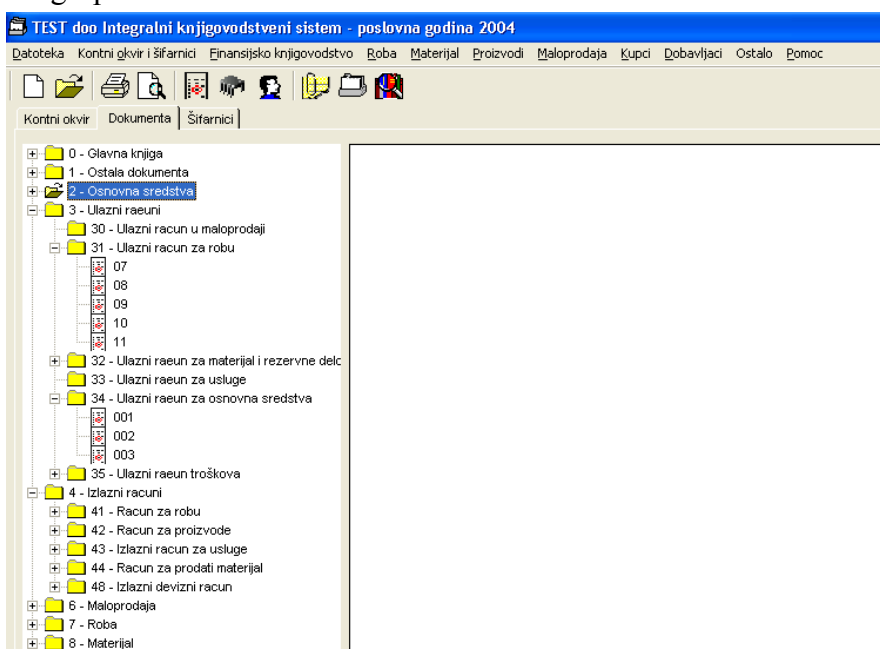 TEST doo Integralni knjigovodstveni sistem - poslovna godina 2004
Datoteka Kontni okvir i šifarnici Finansijsko knjigovodstvo Roba Materijal Proizvodi Maloprodaja Kupci Dobavljaci Ostalo Pomoc
Kontni okvir Dokumenta Šifarnici
0 - Glavna knjiga
1 - Ostala dokumenta
2 - Osnovna sredstva
3 - Ulazni raeuni
30 - Ulazni racun u maloprodaji
31 - Ulazni racun za robu
07
08
09
10
11
32 - Ulazni raeun za materijal i rezervne delc
33 - Ulazni raeun za usluge
34 - Ulazni raeun za osnovna sredstva
001
002
003
35 - Ulazni raeun troškova
4 - Izlazni racuni
41 - Racun za robu
42 - Racun za proizvode
43 - Izlazni racun za usluge
44 - Racun za prodati materijal
48 - Izlazni devizni racun
6 - Maloprodaja
7 - Roba
8 - Materijal